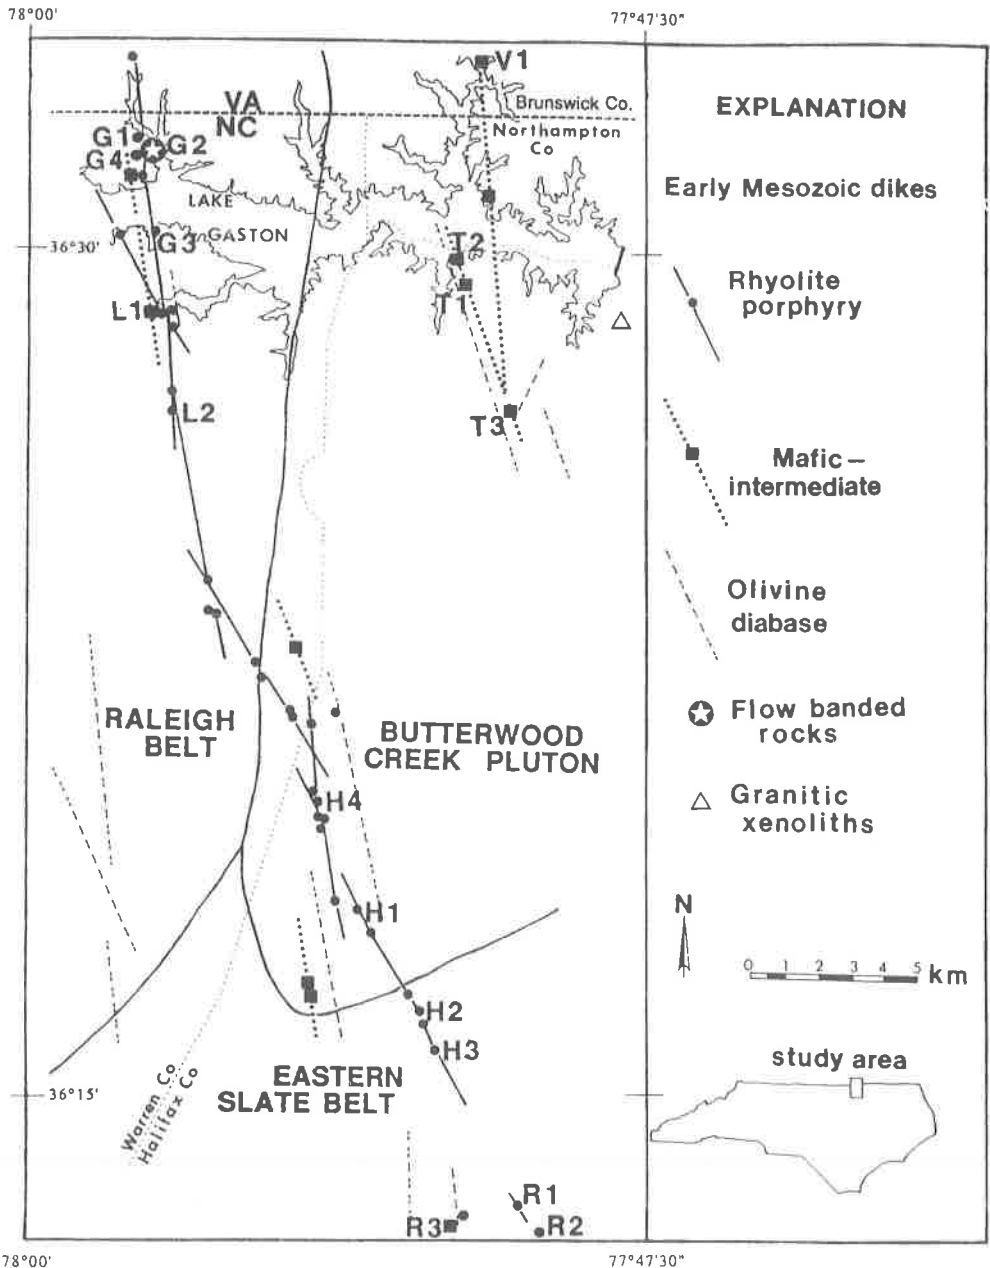 78°00'
77°47'30"
V1
VA
NC
Brunswick Co.
Northampton
Co
G1
G2
G4
LAKE
GASTON
36°30'
G3
T2
T1
L1
L2
T3
RALEIGH
BELT
BUTTERWOOD
CREEK PLUTON
H4
H1
H2
H3
EASTERN
SLATE BELT
36°15'
Warren Co
Halifax Co
R1
R2
R3
78°00'
77°47'30"
EXPLANATION
Early Mesozoic dikes
Rhyolite
porphyry
Mafic–
intermediate
Olivine
diabase
Flow banded
rocks
Granitic
xenoliths
N
0 1 2 3 4 5 km
study area